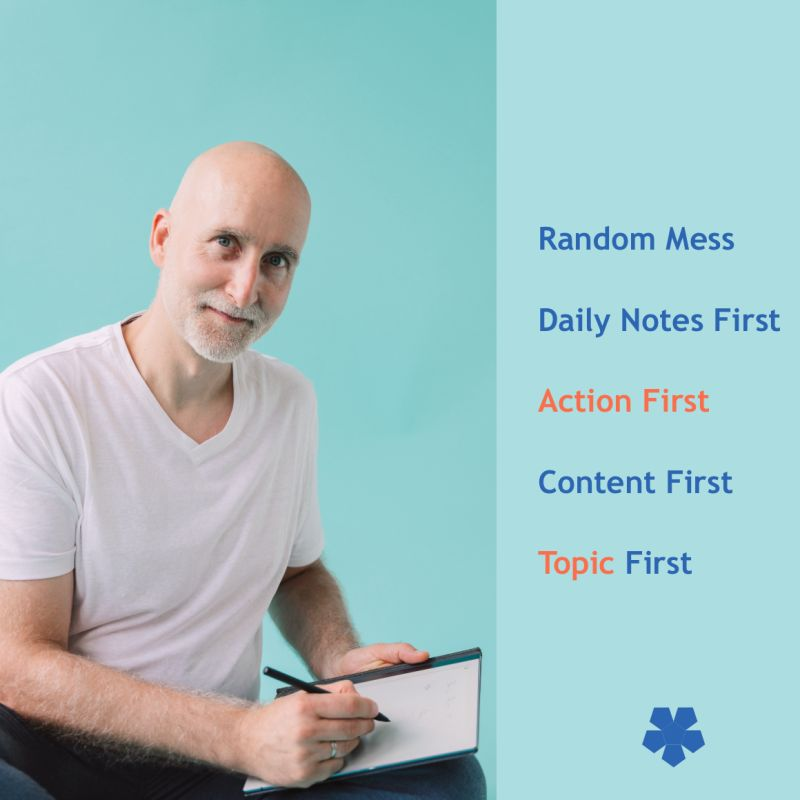 Random Mess
Daily Notes First
Action First
Content First
Topic First